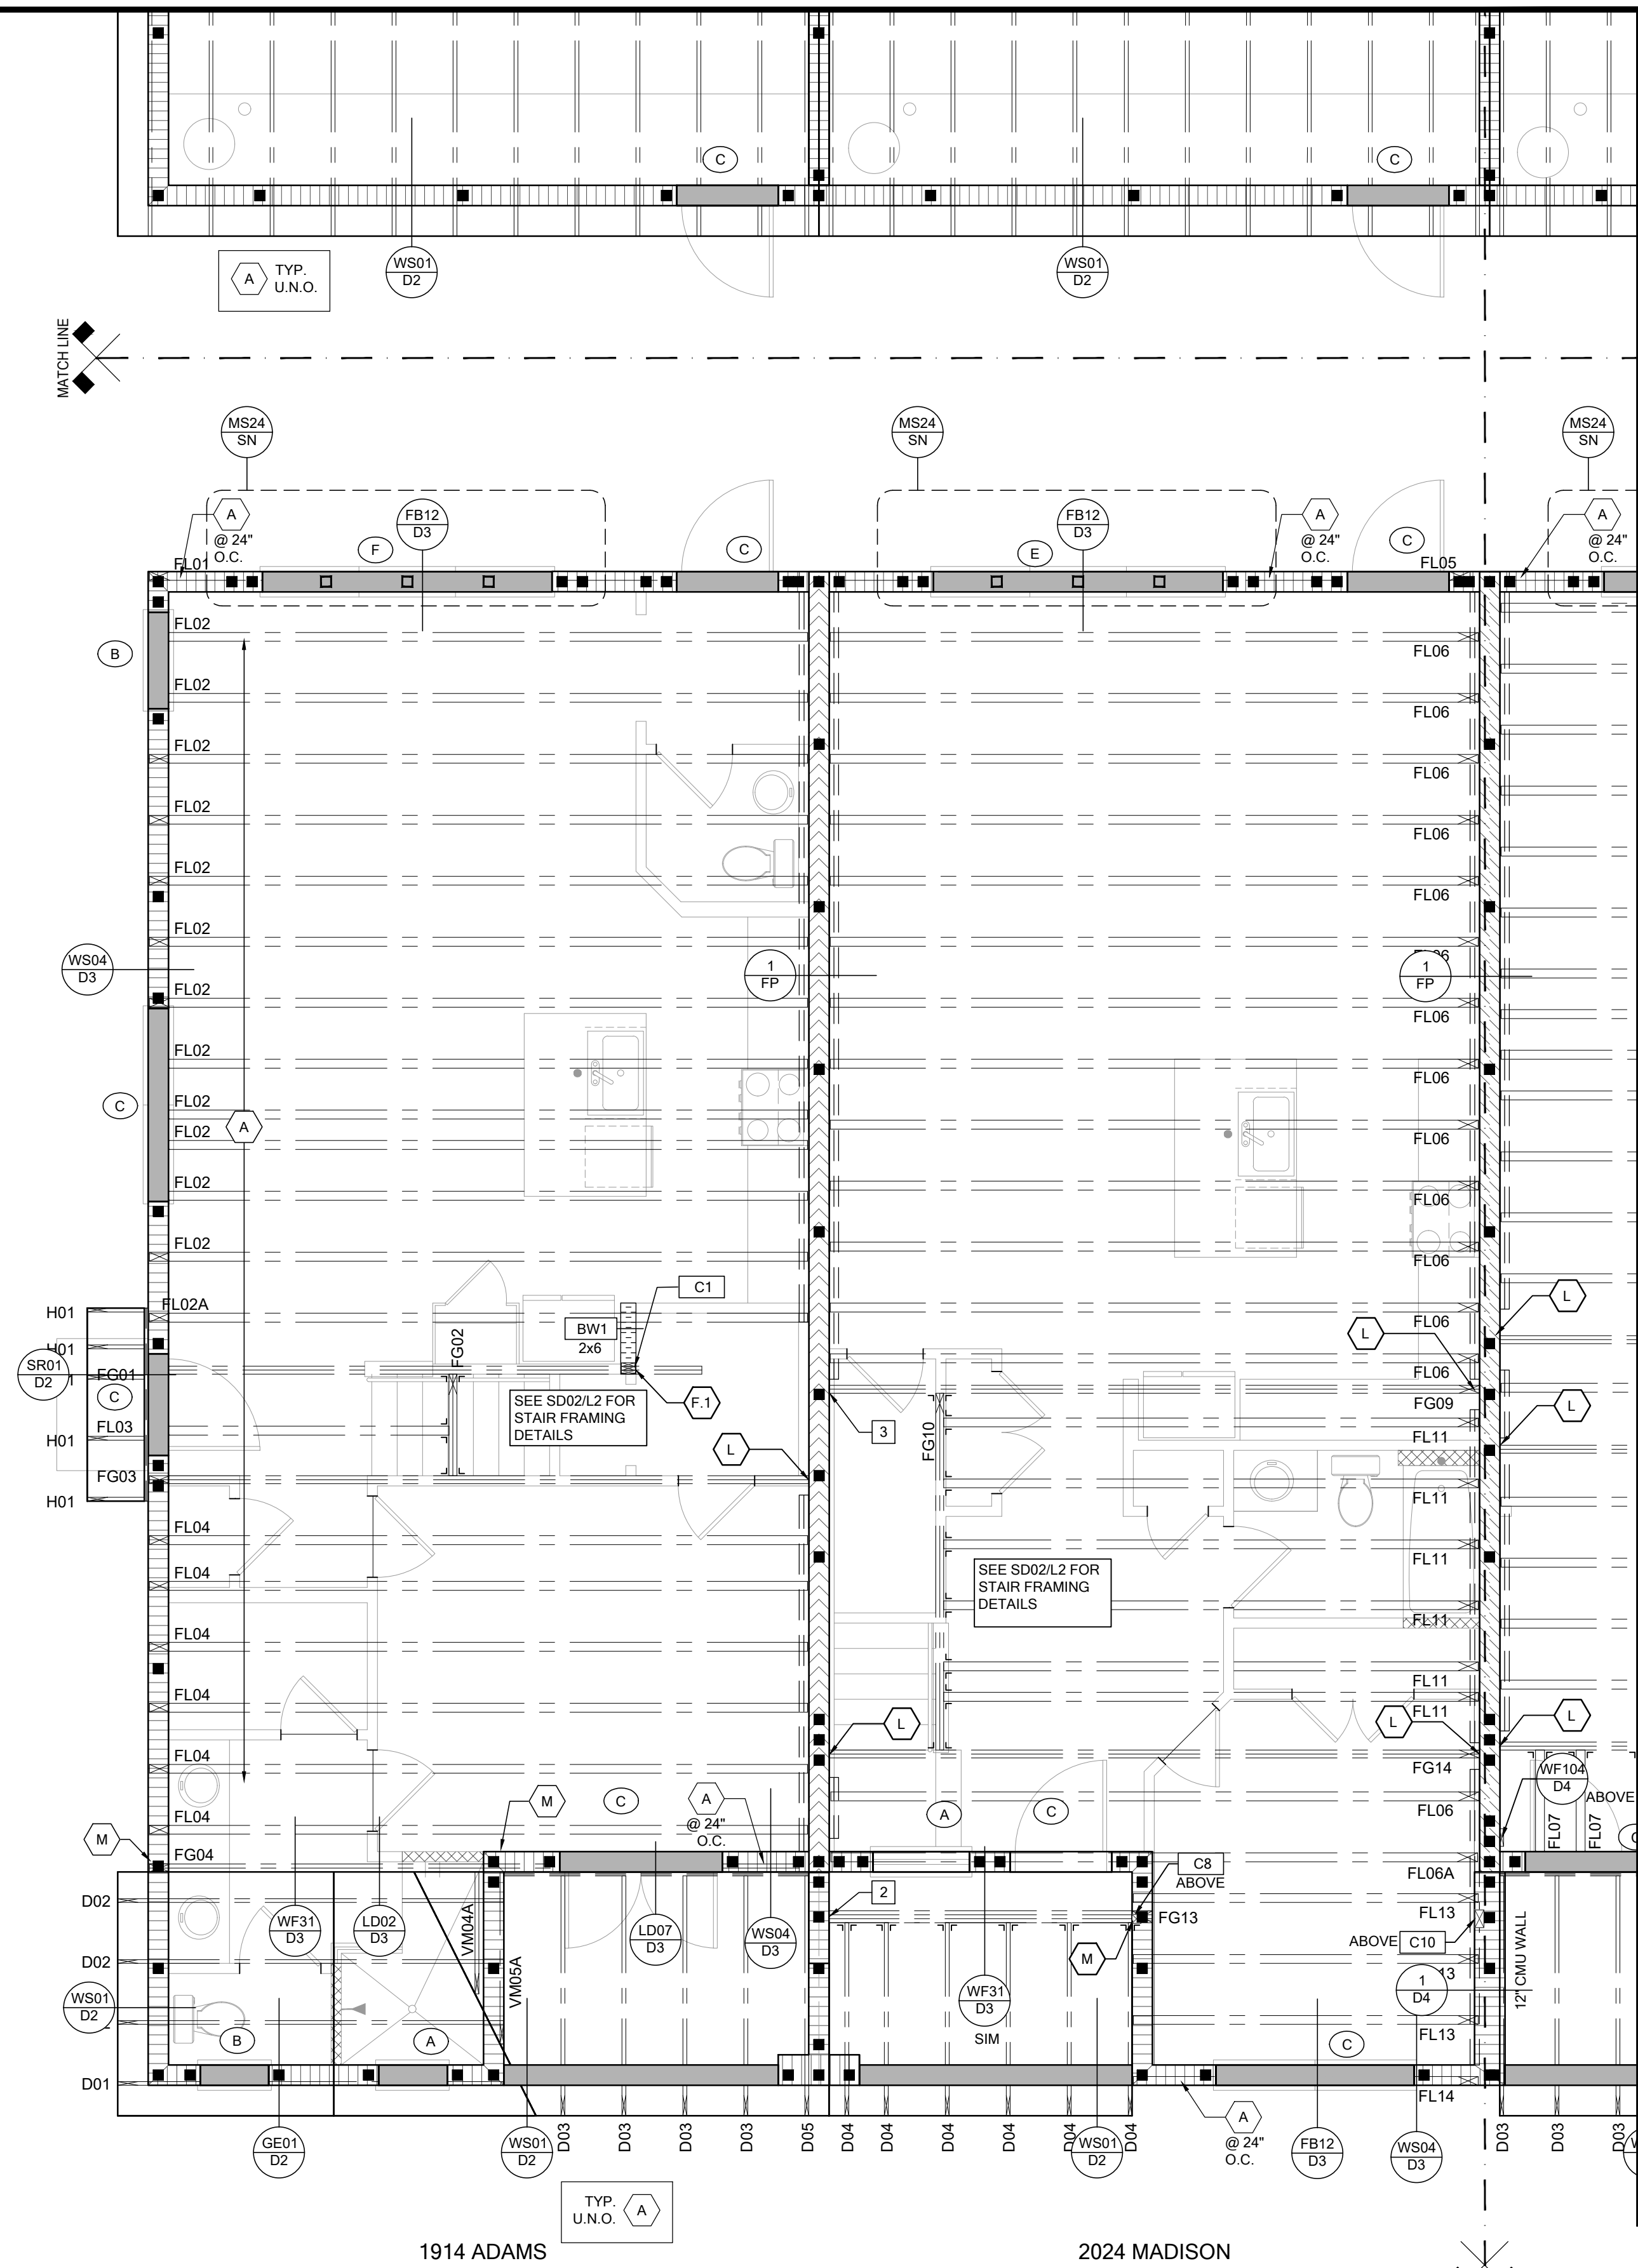 C
C
WS01
D2
WS01
D2
A
TYP.
U.N.O.
MATCH LINE
MS24
SN
MS24
SN
MS24
SN
A
@ 24"
O.C.
F
FB12
D3
C
E
FB12
D3
A
@ 24"
O.C.
C
A
@ 24"
O.C.
FL01
FL05
FL02
B
FL06
FL02
FL06
FL02
FL06
FL02
FL06
FL02
FL06
FL02
WS04
D3
1
FP
1
FP
FL02
FL06
FL02
FL06
C
FL02
A
FL02
FL06
FL02
FL06
FL02
FL06
C1
L
H01
FL02A
FL06
BW1
2x6
L
H01
FG02
SR01
D2
FG01
FL06
C
SEE SD02/L2 FOR
STAIR FRAMING
DETAILS
F.1
FG09
L
FL03
3
FG10
FL11
H01
L
FG03
FL11
H01
FL04
FL11
FL04
SEE SD02/L2 FOR
STAIR FRAMING
DETAILS
FL11
FL04
FL11
FL04
FL11
L
L
L
FL04
FG14
WF104
D4
ABOVE
M
C
A
@ 24"
O.C.
A
C
FL06
FL04
FL07
FL07
M
FG04
C8
ABOVE
FL06A
D02
2
FG13
FL13
WF31
D3
LD02
D3
VM04A
LD07
D3
WS04
D3
ABOVE
C10
12" CMU WALL
D02
VM05A
M
1
D4
WS01
D2
WF31
D3
SIM
FL13
B
A
C
D01
FL14
D03
D03
D03
D03
D05
D04
D04
D04
D04
D04
D04
D03
D03
D03
GE01
D2
WS01
D2
WS01
D2
A
@ 24"
O.C.
FB12
D3
WS04
D3
TYP.
U.N.O.
A
1914 ADAMS
2024 MADISON